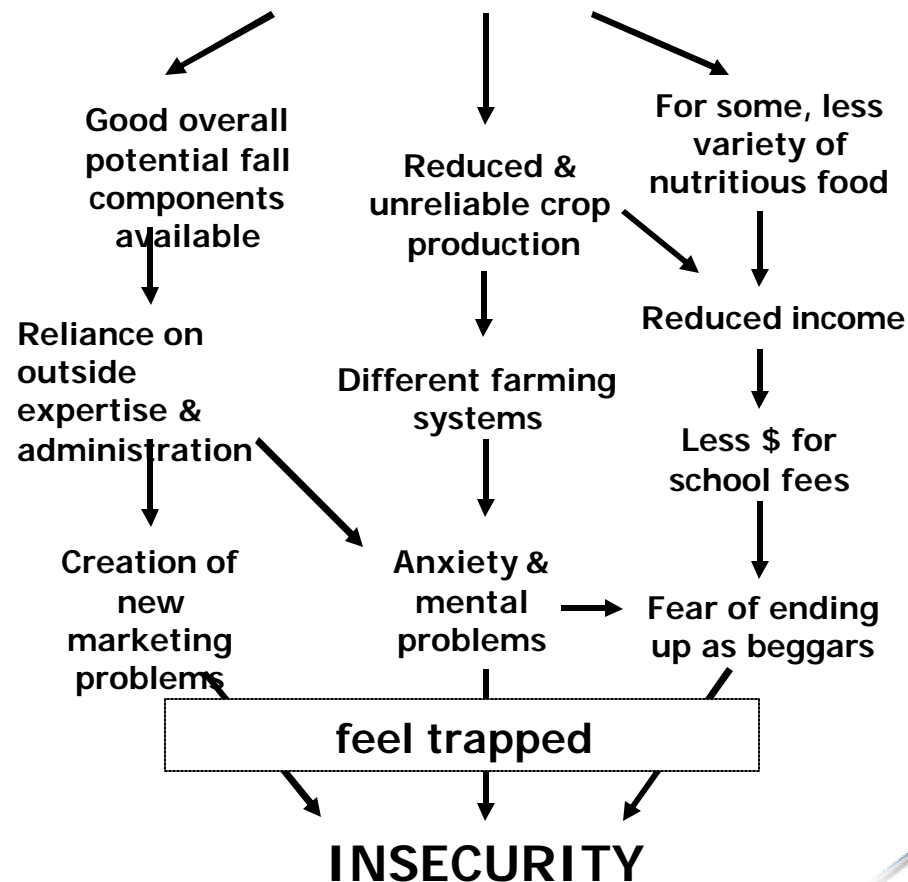 Good overall
potential fall
components
available
Reduced &
unreliable crop
production
For some, less
variety of
nutritious food
Reliance on
outside
expertise &
administration
Different farming
systems
Reduced income
Less $ for
school fees
Creation of
new
marketing
problems
Anxiety &
mental
problems
Fear of ending
up as beggars
feel trapped
INSECURITY